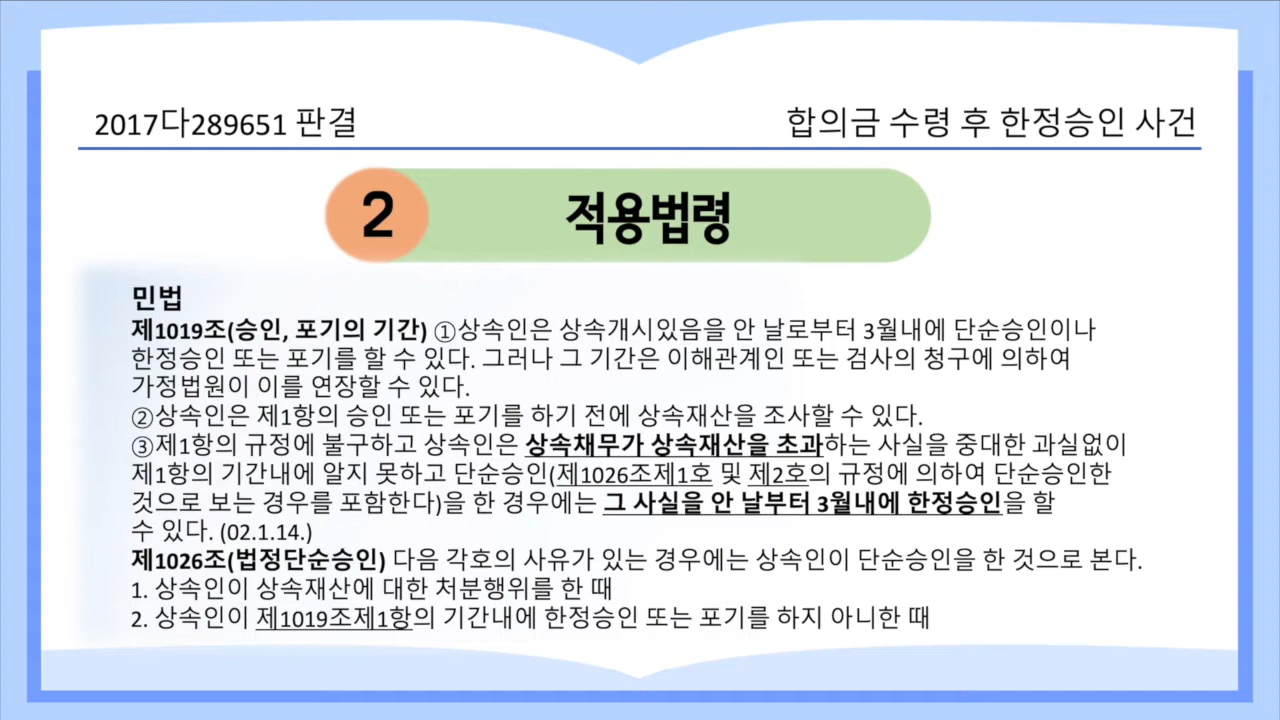 2017다289651 판결
합의금 수령 후 한정승인 사건
2
적용법령
민법
제1019조(승인, 포기의 기간) ①상속인은 상속개시있음을 안 날로부터 3월내에 단순승인이나
한정승인 또는 포기를 할 수 있다. 그러나 그 기간은 이해관계인 또는 검사의 청구에 의하여
가정법원이 이를 연장할 수 있다.
②상속인은 제1항의 승인 또는 포기를 하기 전에 상속재산을 조사할 수 있다.
③제1항의 규정에 불구하고 상속인은 상속채무가 상속재산을 초과하는 사실을 중대한 과실없이
제1항의 기간내에 알지 못하고 단순승인(제1026조제1호 및 제2호의 규정에 의하여 단순승인한
것으로 보는 경우를 포함한다)을 한 경우에는 그 사실을 안 날부터 3월내에 한정승인을 할
수 있다. (02.1.14.)
제1026조(법정단순승인) 다음 각호의 사유가 있는 경우에는 상속인이 단순승인을 한 것으로 본다.
1. 상속인이 상속재산에 대한 처분행위를 한 때
2. 상속인이 제1019조제1항의 기간내에 한정승인 또는 포기를 하지 아니한 때